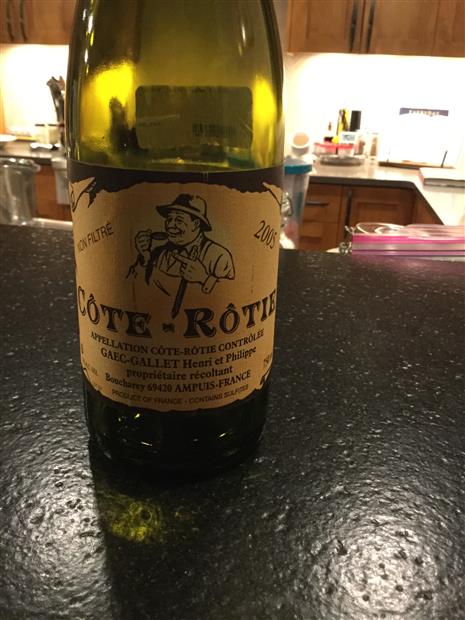 NON FILTRÉ
2005
CÔTE - RÔTIE
APPELLATION CÔTE-RÔTIE CONTRÔLÉE
GAEC-GALLET Henri et Philippe
propriétaire récoltant
Boucharey 69420 AMPUIS-FRANCE
PRODUCT OF FRANCE - CONTAINS SULFITES